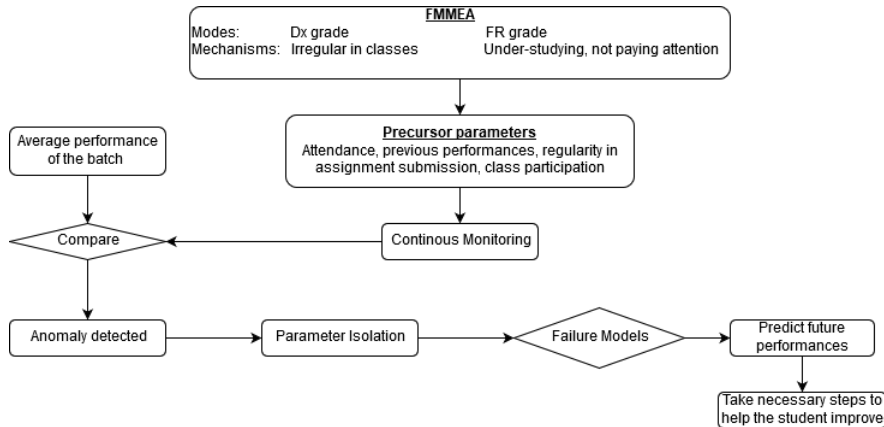 FMMEA
Modes: Dx grade FR grade
Mechanisms: Irregular in classes Under-studying, not paying attention
Precursor parameters
Attendance, previous performances, regularity in
assignment submission, class participation
Average performance
of the batch
Compare
Continous Monitoring
Anomaly detected
Parameter Isolation
Failure Models
Predict future
performances
Take necessary steps to
help the student improve